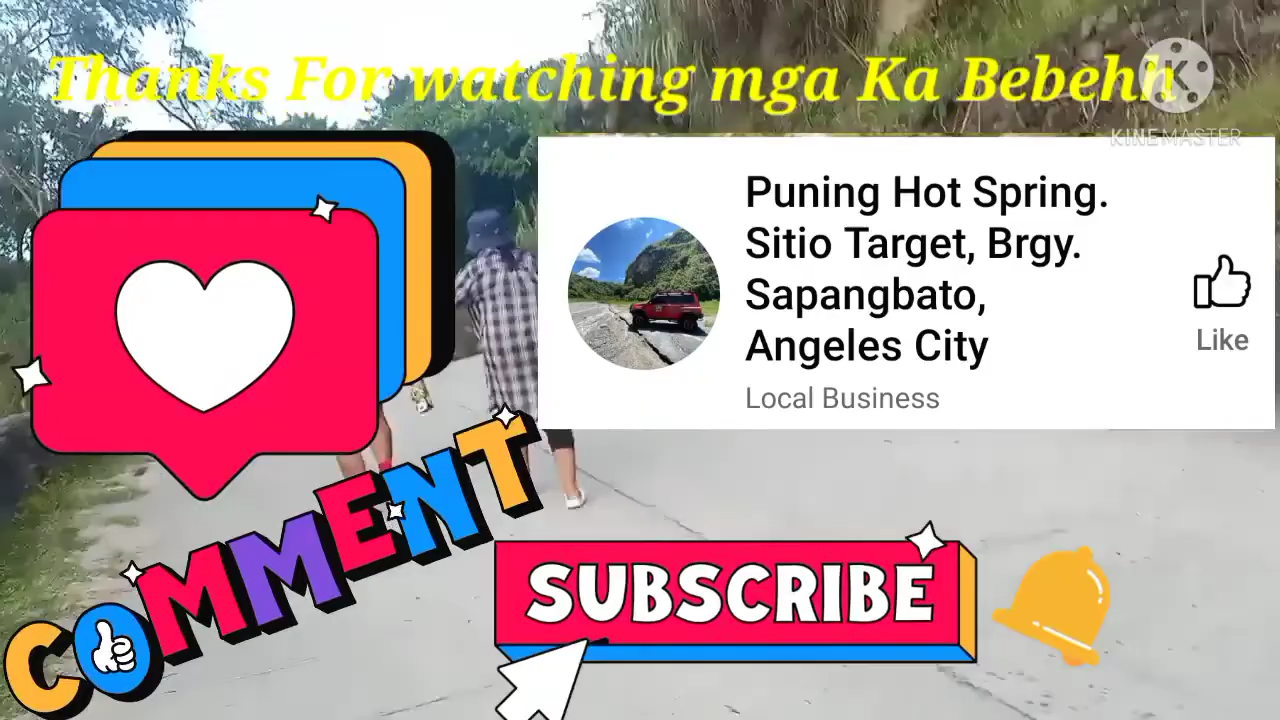 Thanks For watching mga Ka Bebehh
KINEMASTER
Puning Hot Spring.
Sitio Target, Brgy.
Sapangbato,
Angeles City
Local Business
Like
COMMENT
SUBSCRIBE